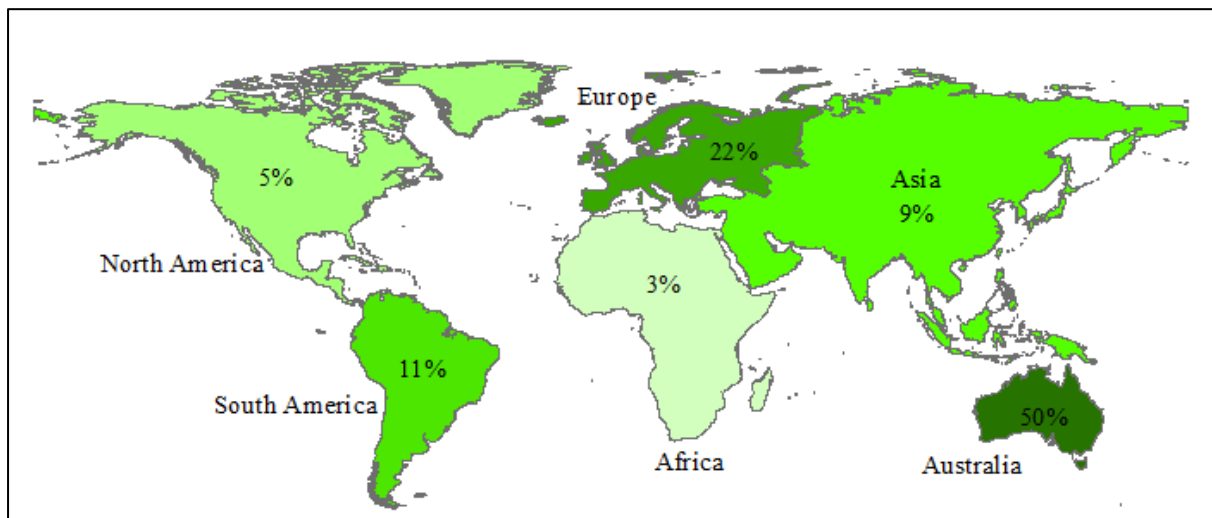 Europe
22%
5%
Asia
9%
North America
3%
11%
South America
50%
Africa
Australia